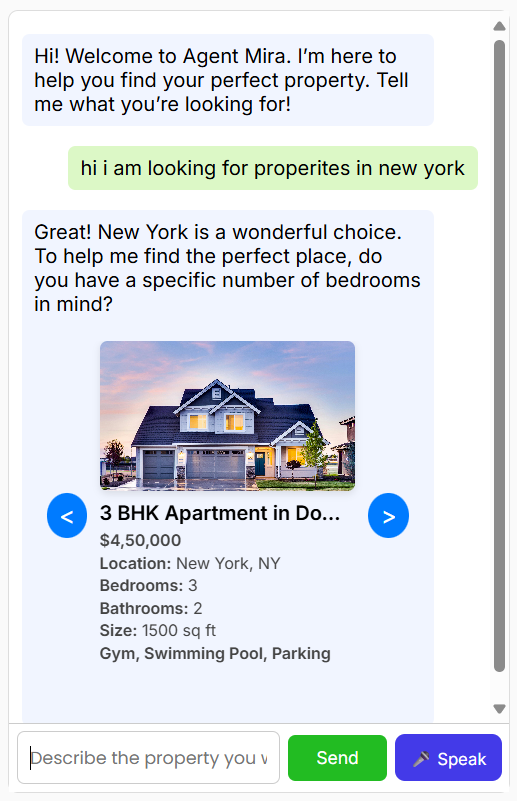 Hi! Welcome to Agent Mira. I’m here to
help you find your perfect property. Tell
me what you’re looking for!
hi i am looking for properites in new york
Great! New York is a wonderful choice.
To help me find the perfect place, do
you have a specific number of bedrooms
in mind?
<
3 BHK Apartment in Do...
>
$4,50,000
Location: New York, NY
Bedrooms: 3
Bathrooms: 2
Size: 1500 sq ft
Gym, Swimming Pool, Parking
Describe the property you
Send
🎤 Speak